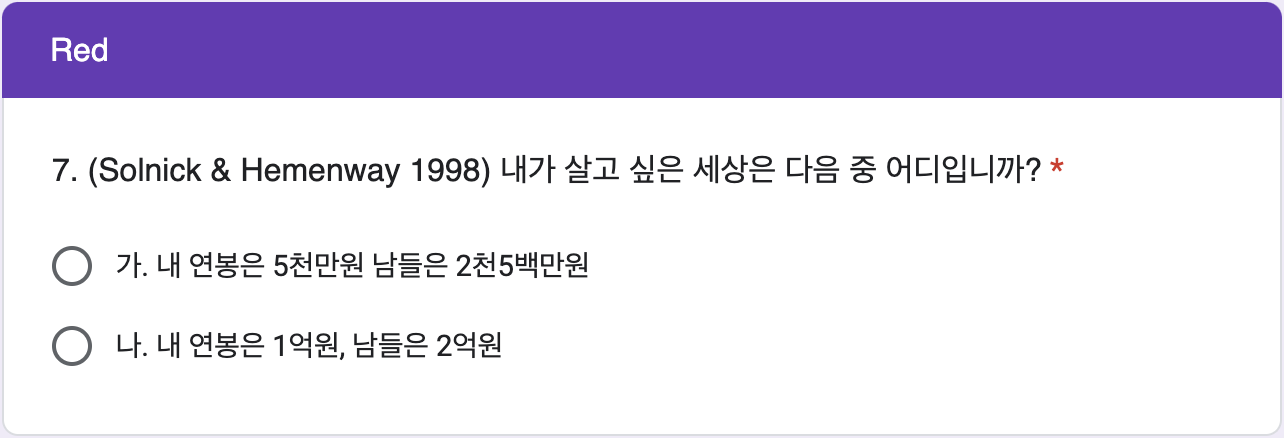 Red
7. (Solnick & Hemenway 1998) 내가 살고 싶은 세상은 다음 중 어디입니까? *
가. 내 연봉은 5천만원 남들은 2천5백만원
나. 내 연봉은 1억원, 남들은 2억원